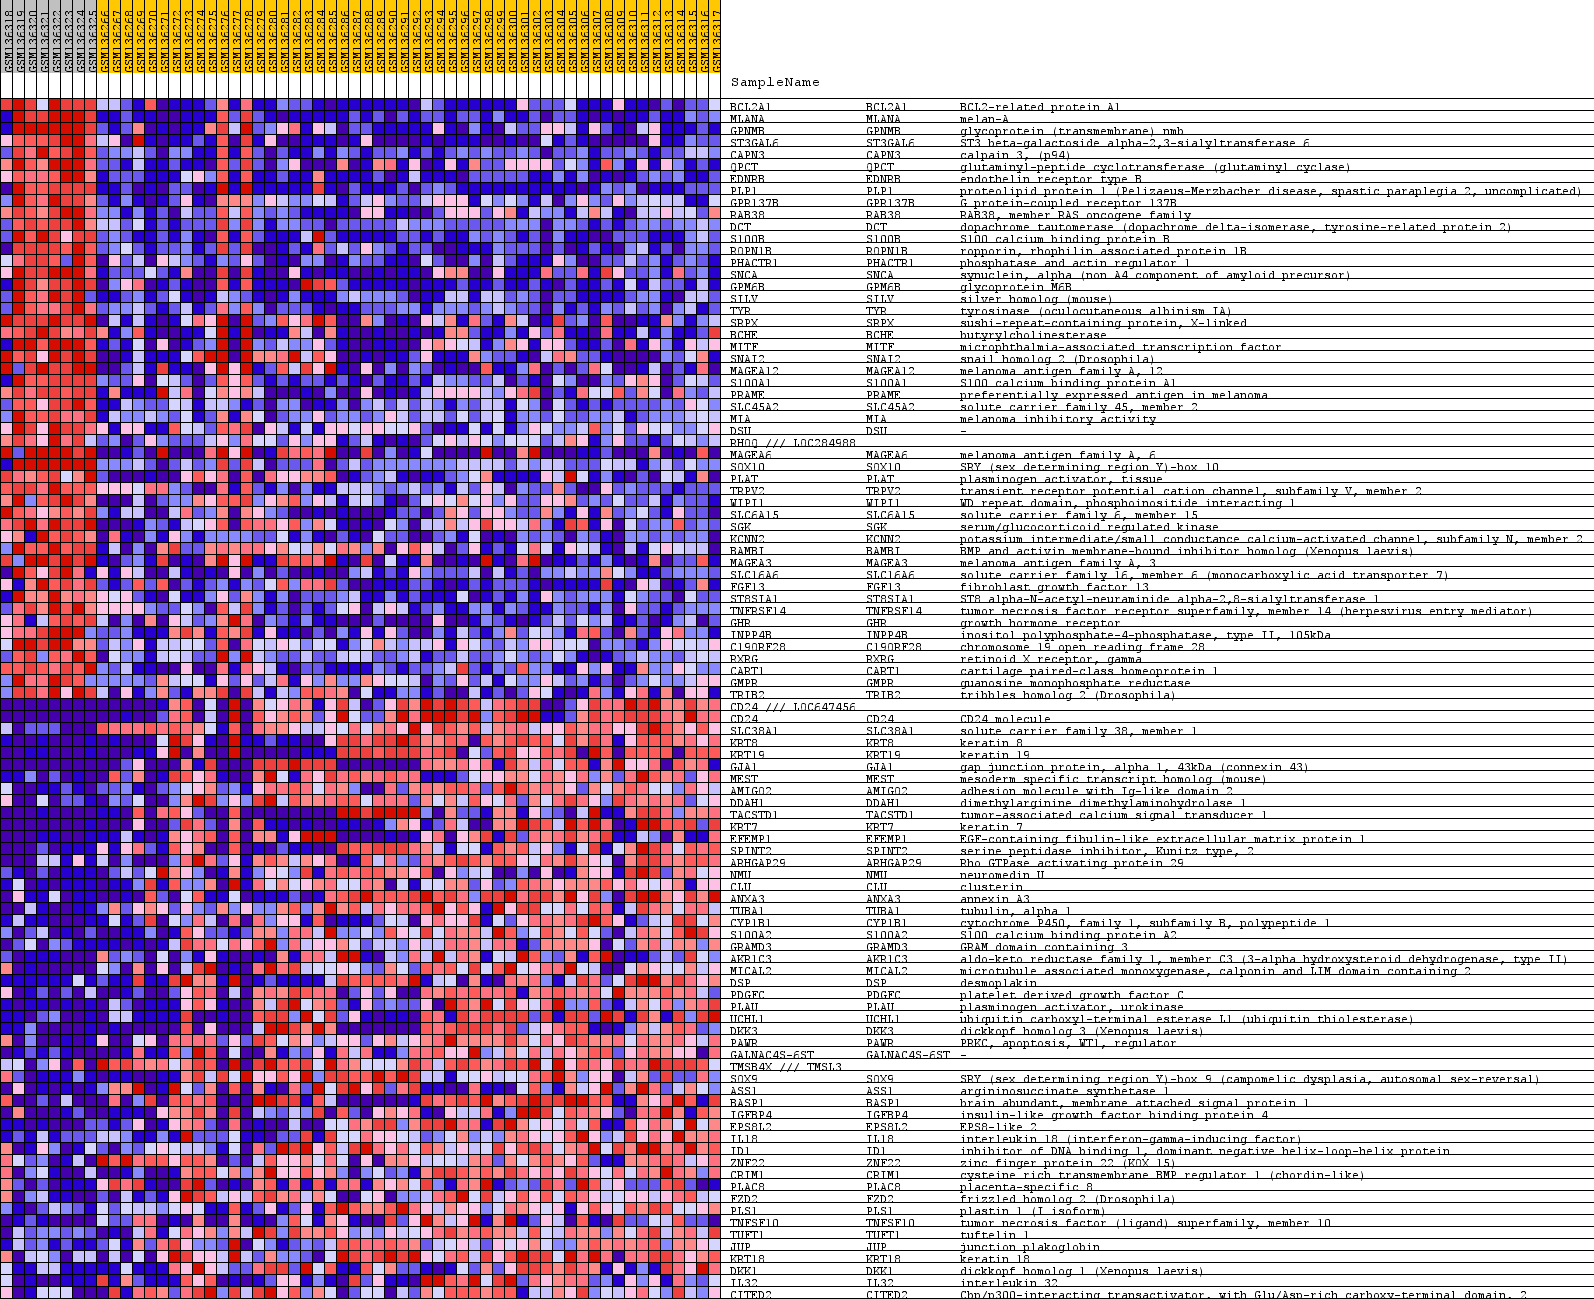 GSM136318 GSM136319 GSM136320 GSM136321 GSM136322 GSM136323 GSM136324 GSM136325 GSM136266 GSM136267 GSM136268 GSM136269 GSM136270 GSM136271 GSM136272 GSM136273 GSM136274 GSM136275 GSM136276 GSM136277 GSM136278 GSM136279 GSM136280 GSM136281 GSM136282 GSM136283 GSM136284 GSM136285 GSM136286 GSM136287 GSM136288 GSM136289 GSM136290 GSM136291 GSM136292 GSM136293 GSM136294 GSM136295 GSM136296 GSM136297 GSM136298 GSM136299 GSM136300 GSM136301 GSM136302 GSM136303 GSM136304 GSM136305 GSM136306 GSM136307 GSM136308 GSM136309 GSM136310 GSM136311 GSM136312 GSM136313 GSM136314 GSM136315 GSM136316 GSM136317
SampleName
BCL2A1 BCL2A1 BCL2-related protein A1
MLANA MLANA melan-A
GPNMB GPNMB glycoprotein (transmembrane) nmb
ST3GAL6 ST3GAL6 ST3 beta-galactoside alpha-2,3-sialyltransferase 6
CAPN3 CAPN3 calpain 3, (p94)
QPCT QPCT glutaminyl-peptide cyclotransferase (glutaminyl cyclase)
EDNRB EDNRB endothelin receptor type B
PLP1 PLP1 proteolipid protein 1 (Pelizaeus-Merzbacher disease, spastic paraplegia 2, uncomplicated)
GPR137B GPR137B G protein-coupled receptor 137B
RAB38 RAB38 RAB38, member RAS oncogene family
DCT DCT dopachrome tautomerase (dopachrome delta-isomerase, tyrosine-related protein 2)
S100B S100B S100 calcium binding protein B
ROPN1B ROPN1B ropporin, rhophilin associated protein 1B
PHACTR1 PHACTR1 phosphatase and actin regulator 1
SNCA SNCA synuclein, alpha (non A4 component of amyloid precursor)
GPM6B GPM6B glycoprotein M6B
SILV SILV silver homolog (mouse)
TYR TYR tyrosinase (oculocutaneous albinism IA)
SRPX SRPX sushi-repeat-containing protein, X-linked
BCHE BCHE butyrylcholinesterase
MITF MITF microphthalmia-associated transcription factor
SNAI2 SNAI2 snail homolog 2 (Drosophila)
MAGEA12 MAGEA12 melanoma antigen family A, 12
S100A1 S100A1 S100 calcium binding protein A1
PRAME PRAME preferentially expressed antigen in melanoma
SLC45A2 SLC45A2 solute carrier family 45, member 2
MIA MIA melanoma inhibitory activity
DSU DSU -
RHOQ /// LOC284988
MAGEA6 MAGEA6 melanoma antigen family A, 6
SOX10 SOX10 SRY (sex determining region Y)-box 10
PLAT PLAT plasminogen activator, tissue
TRPV2 TRPV2 transient receptor potential cation channel, subfamily V, member 2
WIPI1 WIPI1 WD repeat domain, phosphoinositide interacting 1
SLC6A15 SLC6A15 solute carrier family 6, member 15
SGK SGK serum/glucocorticoid regulated kinase
KCNN2 KCNN2 potassium intermediate/small conductance calcium-activated channel, subfamily N, member 2
BAMBI BAMBI BMP and activin membrane-bound inhibitor homolog (Xenopus laevis)
MAGEA3 MAGEA3 melanoma antigen family A, 3
SLC16A6 SLC16A6 solute carrier family 16, member 6 (monocarboxylic acid transporter 7)
FGF13 FGF13 fibroblast growth factor 13
ST8SIA1 ST8SIA1 ST8 alpha-N-acetyl-neuraminide alpha-2,8-sialyltransferase 1
TNFRSF14 TNFRSF14 tumor necrosis factor receptor superfamily, member 14 (herpesvirus entry mediator)
GHR GHR growth hormone receptor
INPP4B INPP4B inositol polyphosphate-4-phosphatase, type II, 105kDa
C19ORF28 C19ORF28 chromosome 19 open reading frame 28
RXRG RXRG retinoid X receptor, gamma
CART1 CART1 cartilage paired-class homeoprotein 1
GMPR GMPR guanosine monophosphate reductase
TRIB2 TRIB2 tribbles homolog 2 (Drosophila)
CD24 /// LOC647456
CD24 CD24 CD24 molecule
SLC38A1 SLC38A1 solute carrier family 38, member 1
KRT8 KRT8 keratin 8
KRT19 KRT19 keratin 19
GJA1 GJA1 gap junction protein, alpha 1, 43kDa (connexin 43)
MEST MEST mesoderm specific transcript homolog (mouse)
AMIGO2 AMIGO2 adhesion molecule with Ig-like domain 2
DDAH1 DDAH1 dimethylarginine dimethylaminohydrolase 1
TACSTD1 TACSTD1 tumor-associated calcium signal transducer 1
KRT7 KRT7 keratin 7
EFEMP1 EFEMP1 EGF-containing fibulin-like extracellular matrix protein 1
SPINT2 SPINT2 serine peptidase inhibitor, Kunitz type, 2
ARHGAP29 ARHGAP29 Rho GTPase activating protein 29
NMU NMU neuromedin U
CLU CLU clusterin
ANXA3 ANXA3 annexin A3
TUBA1 TUBA1 tubulin, alpha 1
CYP1B1 CYP1B1 cytochrome P450, family 1, subfamily B, polypeptide 1
S100A2 S100A2 S100 calcium binding protein A2
GRAMD3 GRAMD3 GRAM domain containing 3
AKR1C3 AKR1C3 aldo-keto reductase family 1, member C3 (3-alpha hydroxysteroid dehydrogenase, type II)
MICAL2 MICAL2 microtubule associated monoxygenase, calponin and LIM domain containing 2
DSP DSP desmoplakin
PDGFC PDGFC platelet derived growth factor C
PLAU PLAU plasminogen activator, urokinase
UCHL1 UCHL1 ubiquitin carboxyl-terminal esterase L1 (ubiquitin thiolesterase)
DKK3 DKK3 dickkopf homolog 3 (Xenopus laevis)
PAWR PAWR PRKC, apoptosis, WT1, regulator
GALNAC4S-6ST GALNAC4S-6ST -
TMSB4X /// TMSL3
SOX9 SOX9 SRY (sex determining region Y)-box 9 (campomelic dysplasia, autosomal sex-reversal)
ASS1 ASS1 argininosuccinate synthetase 1
BASP1 BASP1 brain abundant, membrane attached signal protein 1
IGFBP4 IGFBP4 insulin-like growth factor binding protein 4
EPS8L2 EPS8L2 EPS8-like 2
IL18 IL18 interleukin 18 (interferon-gamma-inducing factor)
ID1 ID1 inhibitor of DNA binding 1, dominant negative helix-loop-helix protein
ZNF22 ZNF22 zinc finger protein 22 (KOX 15)
CRIM1 CRIM1 cysteine rich transmembrane BMP regulator 1 (chordin-like)
PLAC8 PLAC8 placenta-specific 8
FZD2 FZD2 frizzled homolog 2 (Drosophila)
PLS1 PLS1 plastin 1 (I isoform)
TNFSF10 TNFSF10 tumor necrosis factor (ligand) superfamily, member 10
TUFT1 TUFT1 tuftelin 1
JUP JUP junction plakoglobin
KRT18 KRT18 keratin 18
DKK1 DKK1 dickkopf homolog 1 (Xenopus laevis)
IL32 IL32 interleukin 32
CITED2 CITED2 Cbp/p300-interacting transactivator, with Glu/Asp-rich carboxy-terminal domain, 2